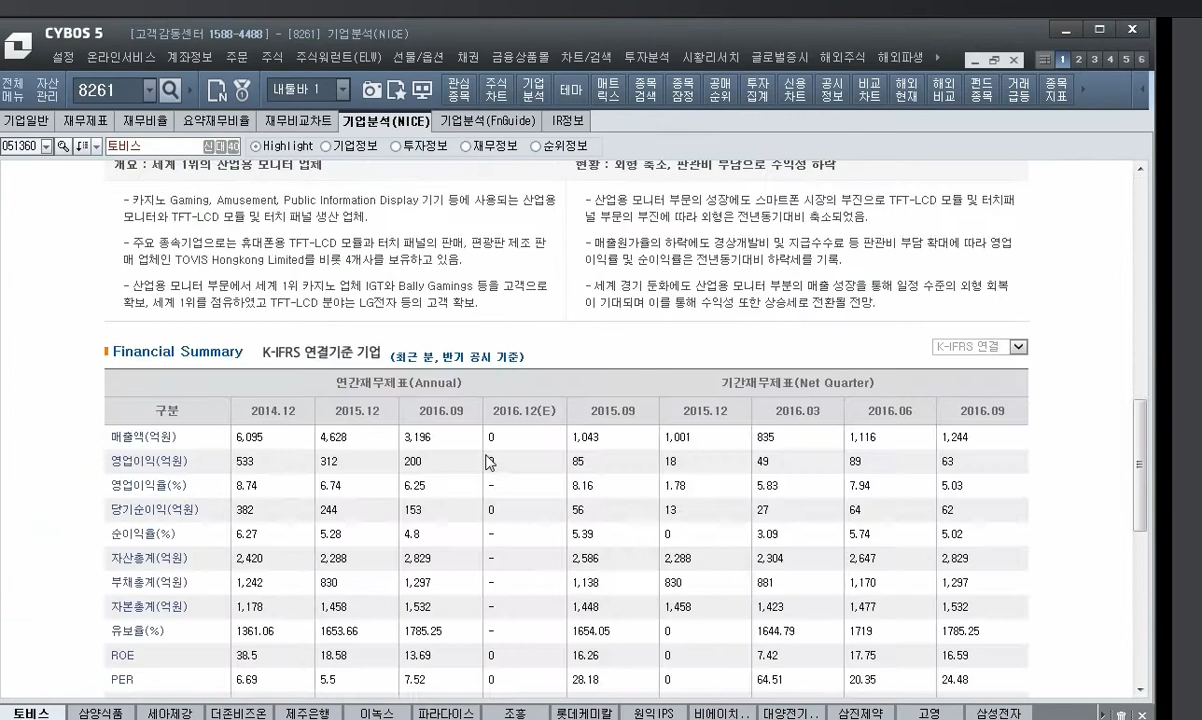 CYBOS 5 [고객감동센터 1588-4488] - [8261] 기업분석(NICE)
설정 온라인서비스 계좌정보 주문 주식 주식워런트(ELW) 선물/옵션 채권 금융상품몰 차트/검색 투자분석 시황리서치 글로벌증시 해외주식 해외파생 1 2 3 4 5 6
전체메뉴 자산관리 8261 내툴바 1 관심종목 주식차트 기업분석 테마 매트릭스 종목검색 종목잠정 공매순위 투자집계 신용차트 공시정보 비교차트 해외현재 해외비교 펀드종목 거래급등 종목지표
기업일반 재무제표 재무비율 요약재무비율 재무비교차트 기업분석(NICE) 기업분석(FnGuide) IR정보
051360 토비스 신 대 40 Highlight 기업정보 투자정보 재무정보 순위정보
개요 : 세계 1위의 산업용 모니터 업체
- 카지노 Gaming, Amusement, Public Information Display 기기 등에 사용되는 산업용
모니터와 TFT-LCD 모듈 및 터치 패널 생산 업체.
- 주요 종속기업으로는 휴대폰용 TFT-LCD 모듈과 터치 패널의 판매, 편광판 제조 판
매 업체인 TOVIS Hongkong Limited를 비롯 4개사를 보유하고 있음.
- 산업용 모니터 부문에서 세계 1위 카지노 업체 IGT와 Bally Gamings 등을 고객으로
확보, 세계 1위를 점유하였고 TFT-LCD 분야는 LG전자 등의 고객 확보.
현황 : 외형 축소, 판관비 부담으로 수익성 하락
- 산업용 모니터 부문의 성장에도 스마트폰 시장의 부진으로 TFT-LCD 모듈 및 터치패
널 부문의 부진에 따라 외형은 전년동기대비 축소되었음.
- 매출원가율의 하락에도 경상개발비 및 지급수수료 등 판관비 부담 확대에 따라 영업
이익률 및 순이익률은 전년동기대비 하락세를 기록.
- 세계 경기 둔화에도 산업용 모니터 부분의 매출 성장을 통해 일정 수준의 외형 회복
이 기대되며 이를 통해 수익성 또한 상승세로 전환될 전망.
Financial Summary K-IFRS 연결기준 기업 (최근 분, 반기 공시 기준) K-IFRS 연결
연간재무제표(Annual) 기간재무제표(Net Quarter)
구분 2014.12 2015.12 2016.09 2016.12(E) 2015.09 2015.12 2016.03 2016.06 2016.09
매출액(억원) 6,095 4,628 3,196 0 1,043 1,001 835 1,116 1,244
영업이익(억원) 533 312 200 85 18 49 89 63
영업이익율(%) 8.74 6.74 6.25 - 8.16 1.78 5.83 7.94 5.03
당기순이익(억원) 382 244 153 0 56 13 27 64 62
순이익율(%) 6.27 5.28 4.8 - 5.39 0 3.09 5.74 5.02
자산총계(억원) 2,420 2,288 2,829 - 2,586 2,288 2,304 2,647 2,829
부채총계(억원) 1,242 830 1,297 - 1,138 830 881 1,170 1,297
자본총계(억원) 1,178 1,458 1,532 - 1,448 1,458 1,423 1,477 1,532
유보율(%) 1361.06 1653.66 1785.25 - 1654.05 0 1644.79 1719 1785.25
ROE 38.5 18.58 13.69 16.26 0 7.42 17.75 16.59
PER 6.69 5.5 7.52 0 28.18 0 64.51 20.35 24.48
토비스 삼양식품 세아제강 더존비즈온 제주은행 이녹스 파라다이스 조흥 롯데케미칼 원익IPS 비에이치.. 대양전기.. 삼진제약 고영 삼성전자